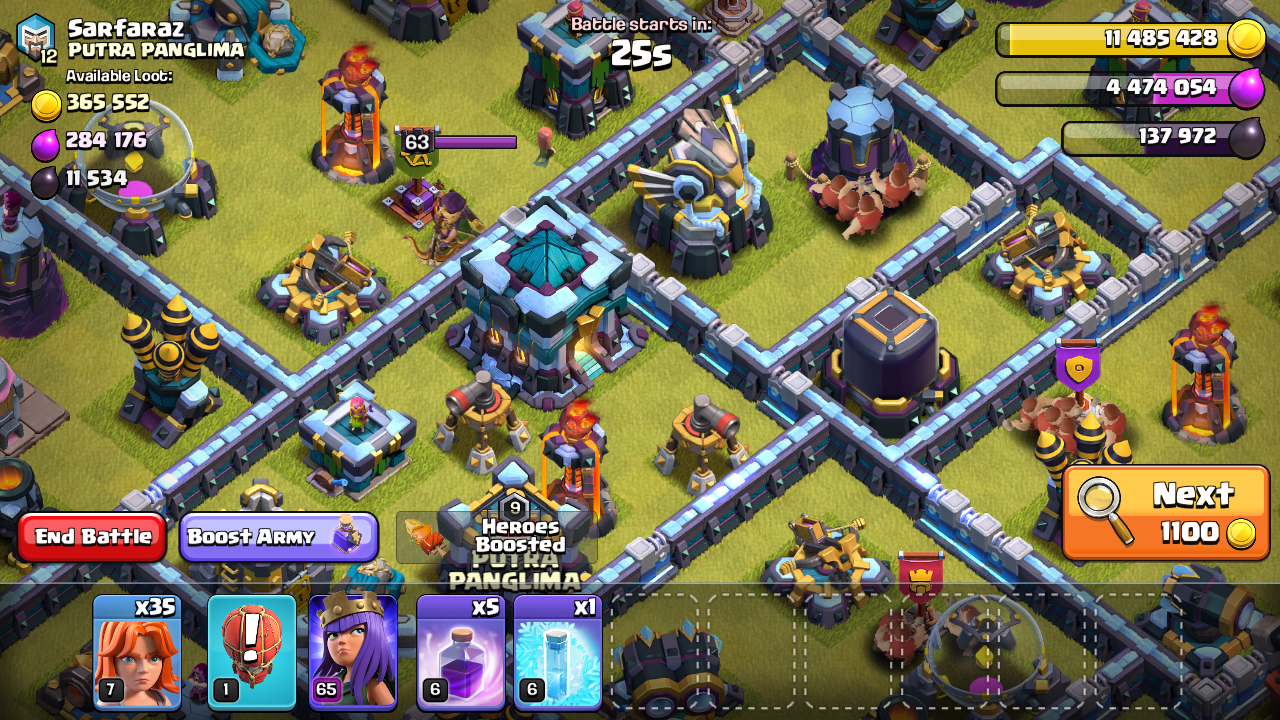 12
Sarfaraz
PUTRA PANGLIMA
Available Loot:
365 552
284 176
11 534
Battle starts in:
25s
11 485 428
4 474 054
137 972
63
End Battle
Boost Army
9
Heroes
Boosted
PUTRA
PANGLIMA
Next
1100
x35
7
!
1
65
x5
6
x1
6